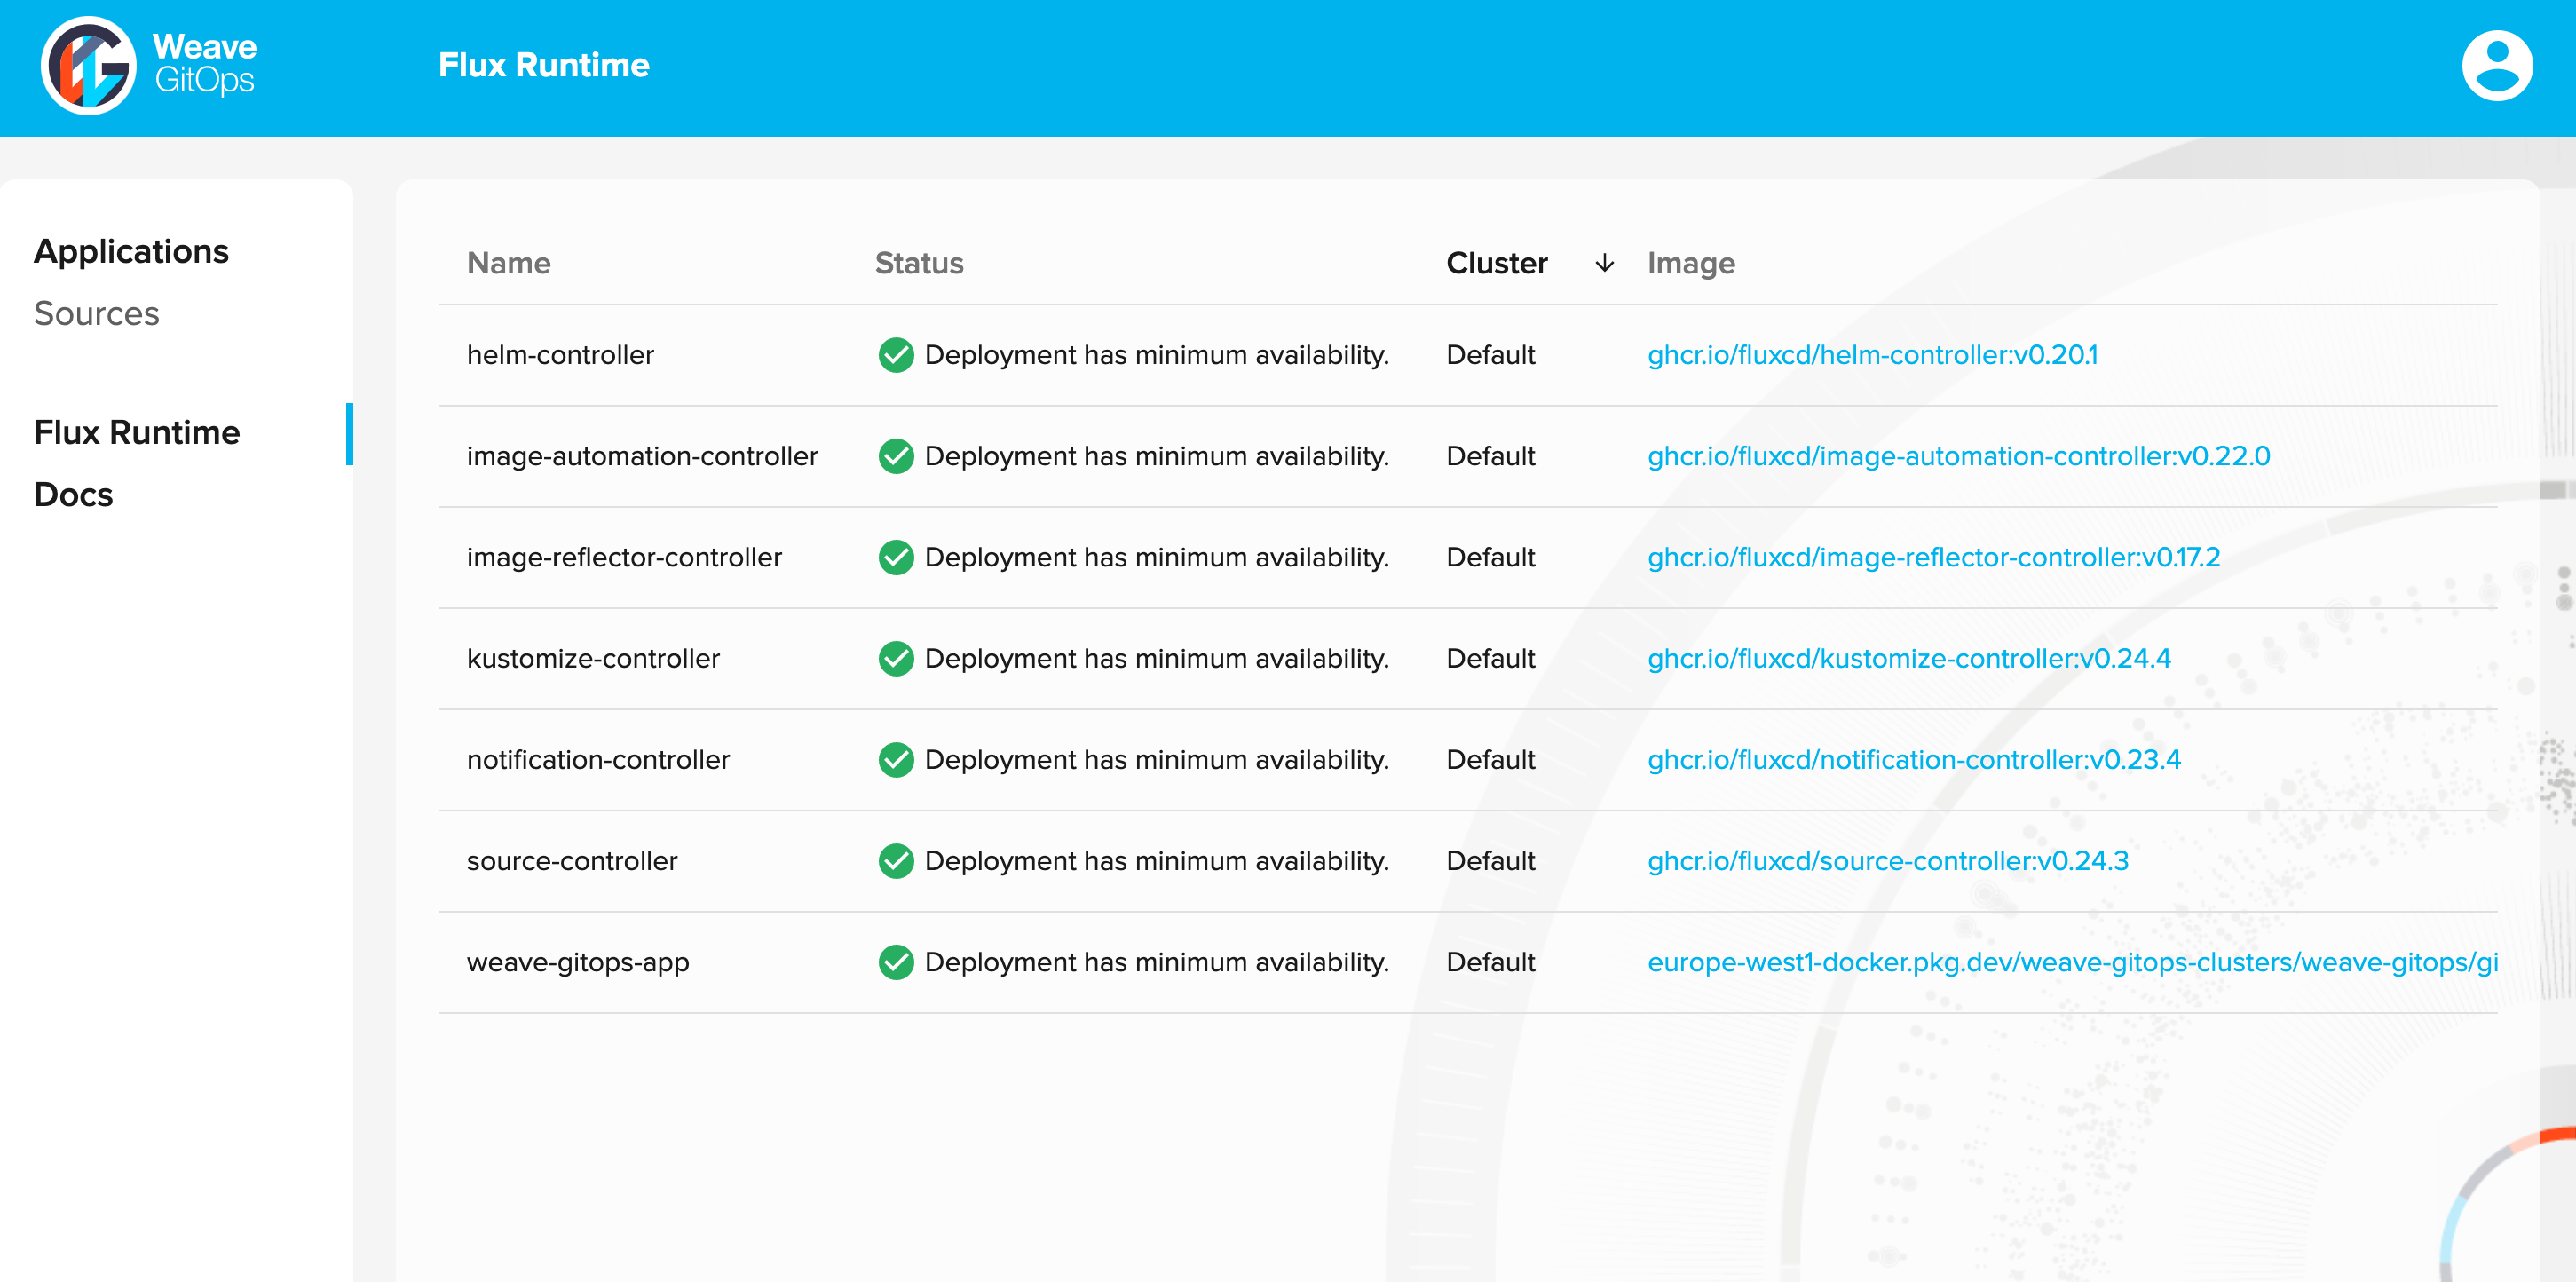 Weave
GitOps
Flux Runtime
Applications
Sources
Flux Runtime
Docs
Name Status Cluster Image
helm-controller Deployment has minimum availability. Default ghcr.io/fluxcd/helm-controller:v0.20.1
image-automation-controller Deployment has minimum availability. Default ghcr.io/fluxcd/image-automation-controller:v0.22.0
image-reflector-controller Deployment has minimum availability. Default ghcr.io/fluxcd/image-reflector-controller:v0.17.2
kustomize-controller Deployment has minimum availability. Default ghcr.io/fluxcd/kustomize-controller:v0.24.4
notification-controller Deployment has minimum availability. Default ghcr.io/fluxcd/notification-controller:v0.23.4
source-controller Deployment has minimum availability. Default ghcr.io/fluxcd/source-controller:v0.24.3
weave-gitops-app Deployment has minimum availability. Default europe-west1-docker.pkg.dev/weave-gitops-clusters/weave-gitops/gi